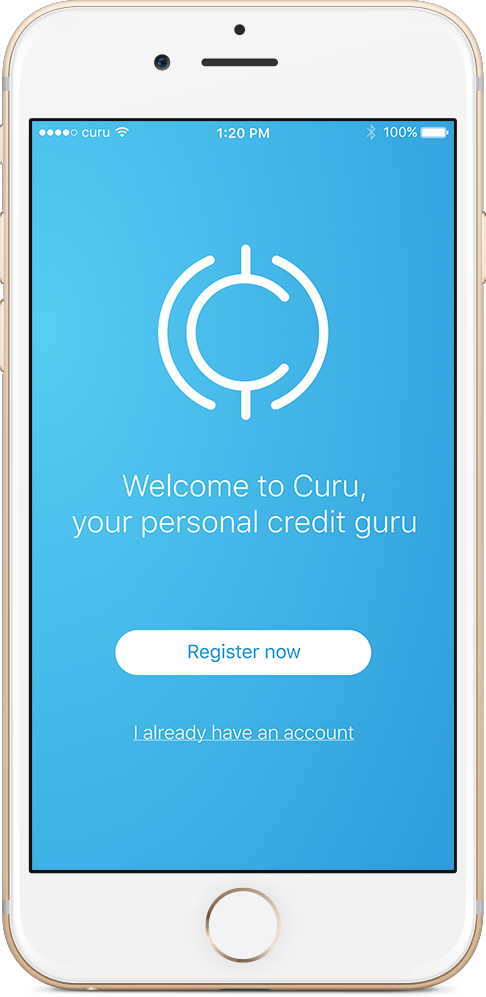 curu 1:20 PM 100%
Welcome to Curu,
your personal credit guru
Register now
I already have an account